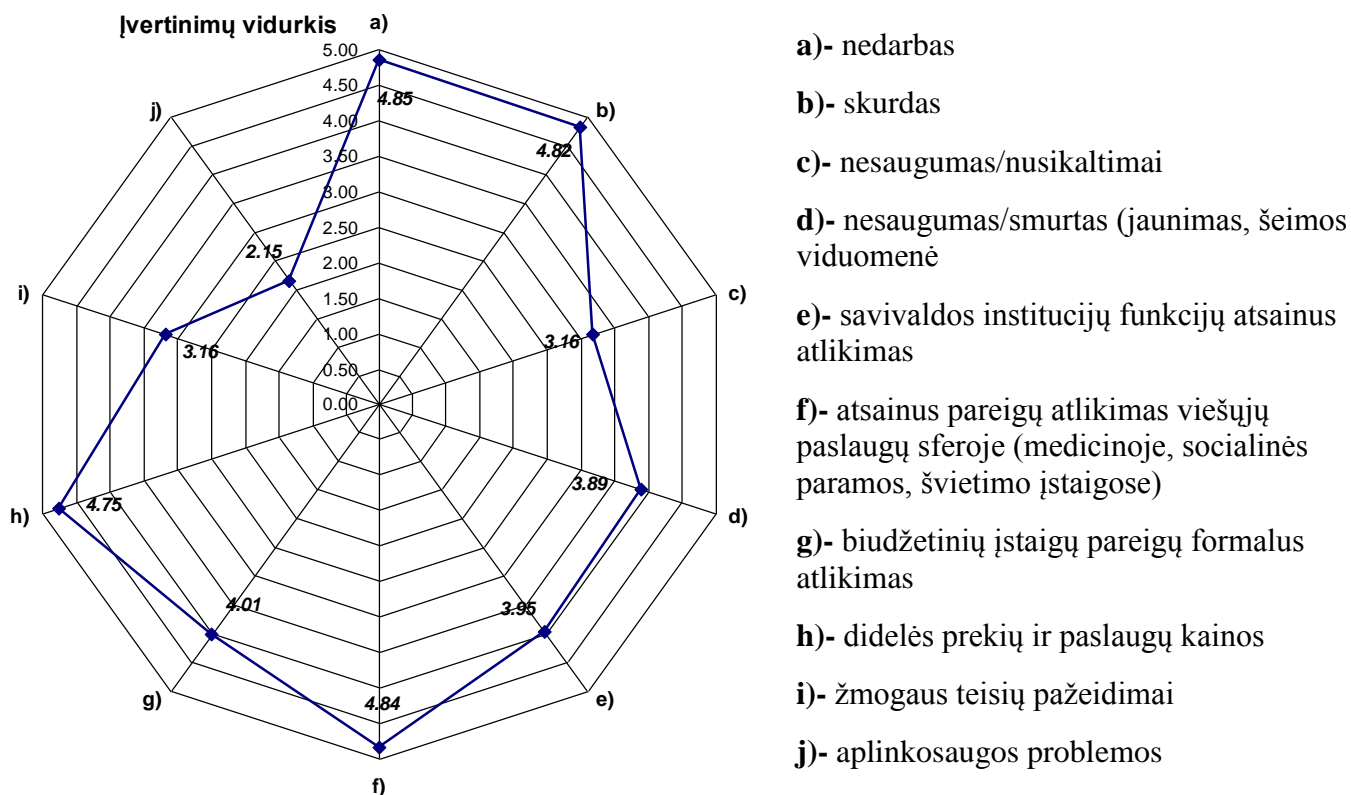 Įvertinimų vidurkis
a)
b)
c)
d)
e)
f)
g)
h)
i)
j)
5.00
4.50
4.00
3.50
3.00
2.50
2.00
1.50
1.00
0.50
0.00
4.85
4.82
3.16
3.89
3.95
4.84
4.01
4.75
3.16
2.15
a)- nedarbas
b)- skurdas
c)- nesaugumas/nusikaltimai
d)- nesaugumas/smurtas (jaunimas, šeimos
viduomenė
e)- savivaldos institucijų funkcijų atsainus
atlikimas
f)- atsainus pareigų atlikimas viešųjų
paslaugų sferoje (medicinoje, socialinės
paramos, švietimo įstaigose)
g)- biudžetinių įstaigų pareigų formalus
atlikimas
h)- didelės prekių ir paslaugų kainos
i)- žmogaus teisių pažeidimai
j)- aplinkosaugos problemos